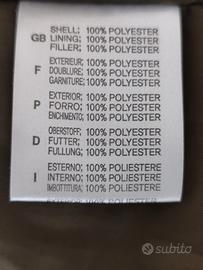 SHELL; 100% POLYESTER
GB LINING; 100% POLYESTER
FILLER; 100% POLYESTER
EXTERIEUR; 100% POLYESTER
F DOUBLURE; 100% POLYESTER
GARNITURE; 100% POLYESTER
EXTERIOR; 100% POLYESTER
P FORRO; 100% POLYESTER
ENCHIMENTO; 100% POLYESTER
OBERSTOFF; 100% POLYESTER
D FUTTER; 100% POLYESTER
FULLUNG; 100% POLYESTER
ESTERNO; 100% POLIESTERE
I INTERNO; 100% POLIESTERE
IMBOTTITURA; 100% POLIESTERE
subito